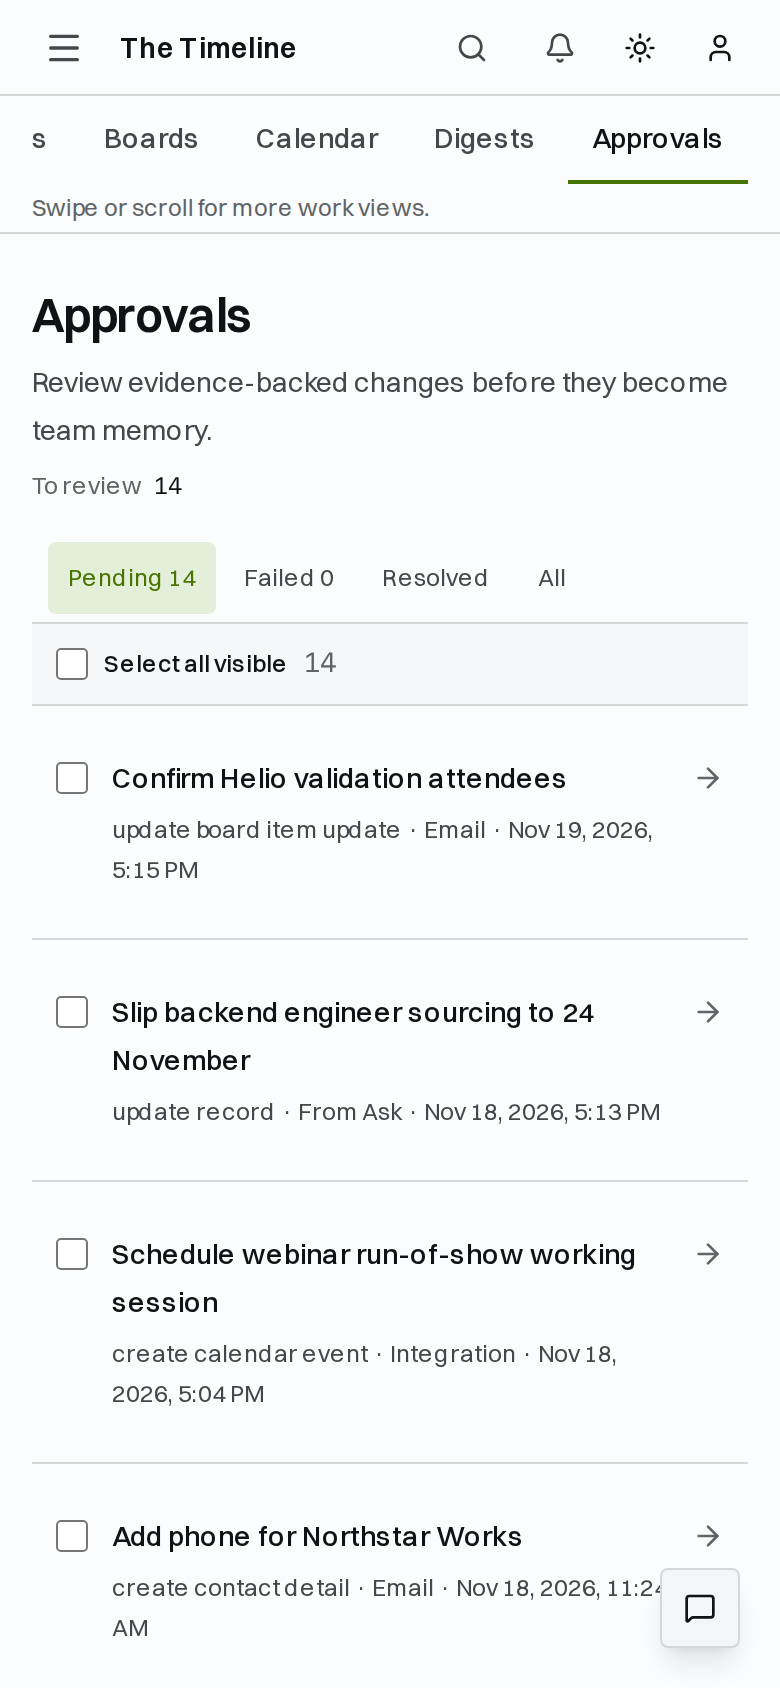 The Timeline
s Boards Calendar Digests Approvals
Swipe or scroll for more work views.
Approvals
Review evidence-backed changes before they become
team memory.
To review 14
Pending 14 Failed 0 Resolved All
Select all visible 14
Confirm Helio validation attendees
update board item update · Email · Nov 19, 2026,
5:15 PM
Slip backend engineer sourcing to 24
November
update record · From Ask · Nov 18, 2026, 5:13 PM
Schedule webinar run-of-show working
session
create calendar event · Integration · Nov 18,
2026, 5:04 PM
Add phone for Northstar Works
create contact detail · Email · Nov 18, 2026, 11:24
AM